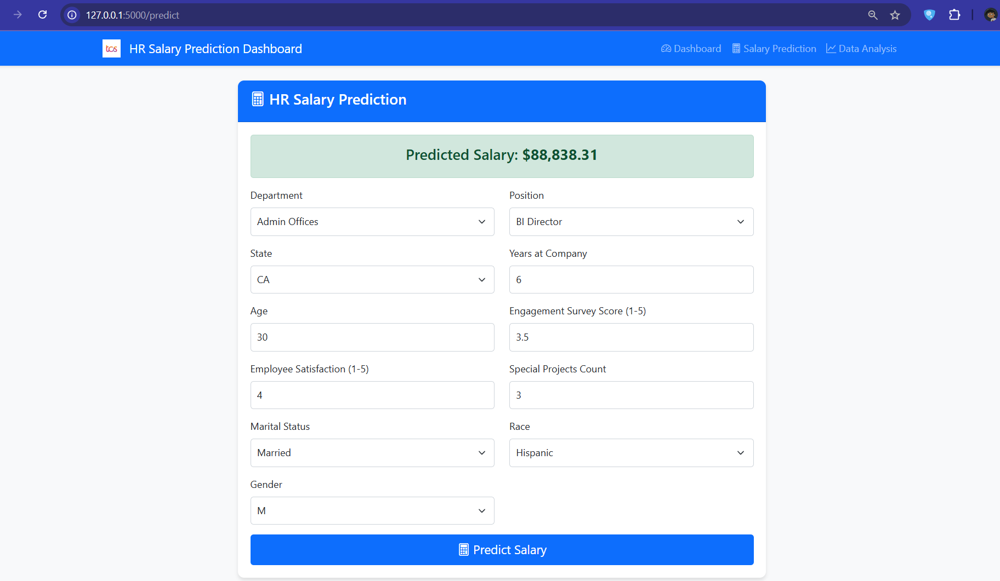 127.0.0.1:5000/predict
tcs HR Salary Prediction Dashboard Dashboard Salary Prediction Data Analysis
HR Salary Prediction
Predicted Salary: $88,838.31
Department Position
Admin Offices BI Director
State Years at Company
CA 6
Age Engagement Survey Score (1-5)
30 3.5
Employee Satisfaction (1-5) Special Projects Count
4 3
Marital Status Race
Married Hispanic
Gender
M
Predict Salary